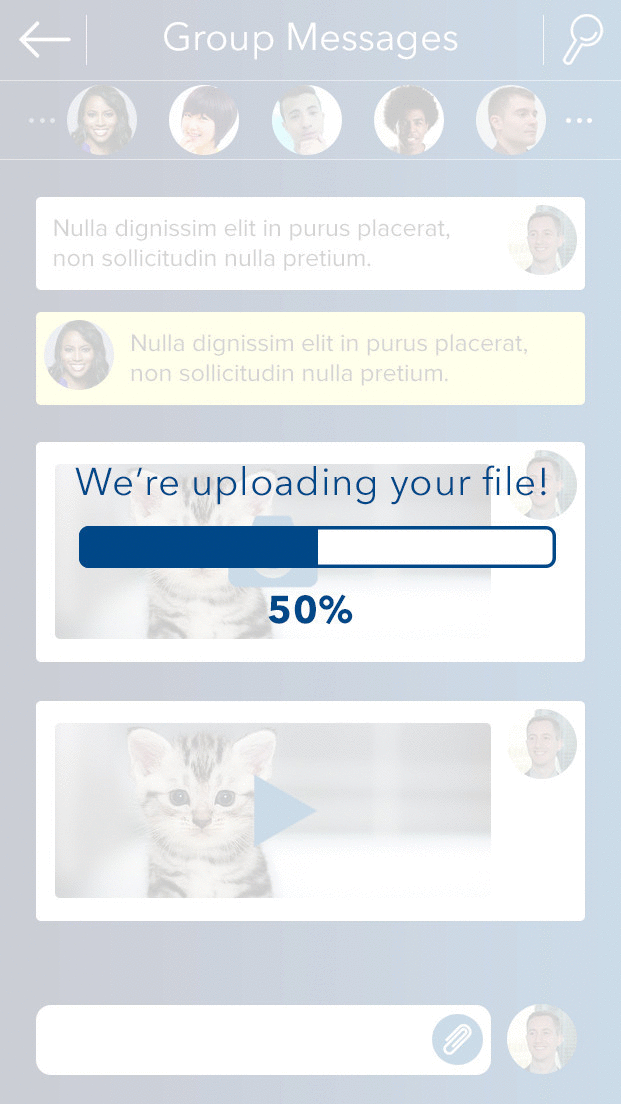 Group Messages
Nulla dignissim elit in purus placerat,
non sollicitudin nulla pretium.
Nulla dignissim elit in purus placerat,
non sollicitudin nulla pretium.
We’re uploading your file!
50%